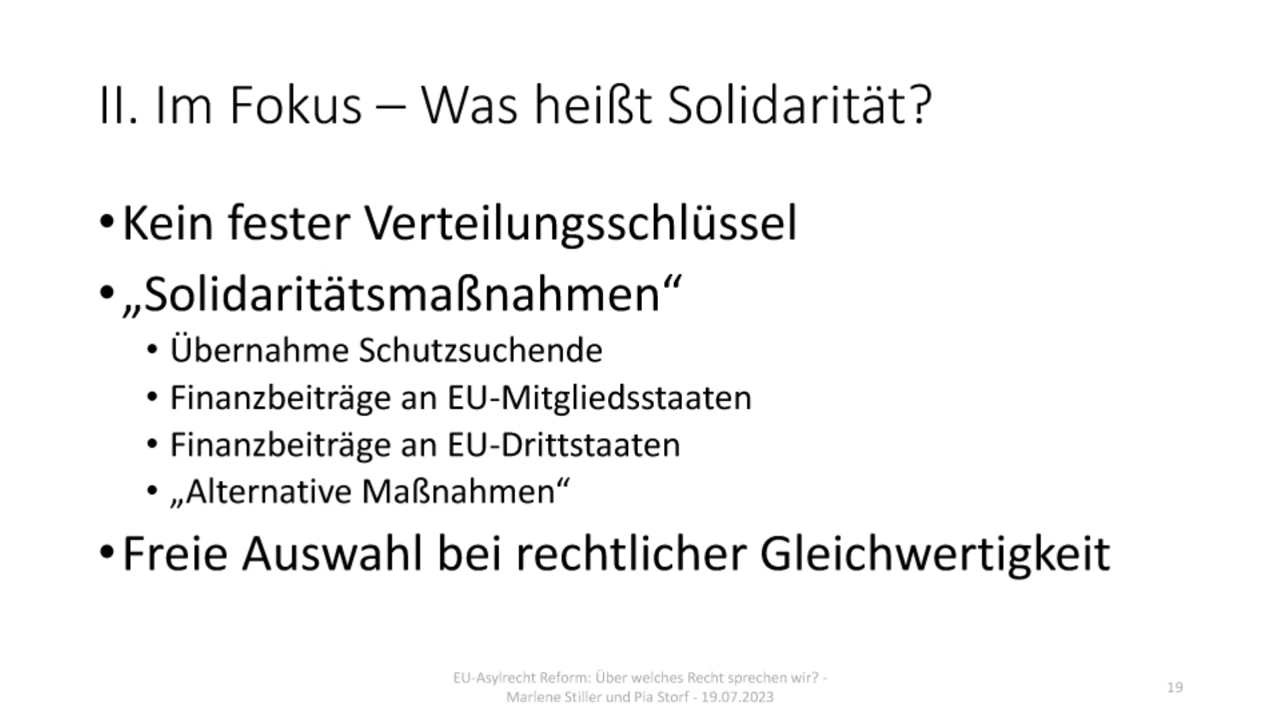 II. Im Fokus – Was heißt Solidarität?
•Kein fester Verteilungsschlüssel
•„Solidaritätsmaßnahmen“
• Übernahme Schutzsuchende
• Finanzbeiträge an EU-Mitgliedsstaaten
• Finanzbeiträge an EU-Drittstaaten
• „Alternative Maßnahmen“
•Freie Auswahl bei rechtlicher Gleichwertigkeit
EU-Asylrecht Reform: Über welches Recht sprechen wir? -
Marlene Stiller und Pia Storf - 19.07.2023
19